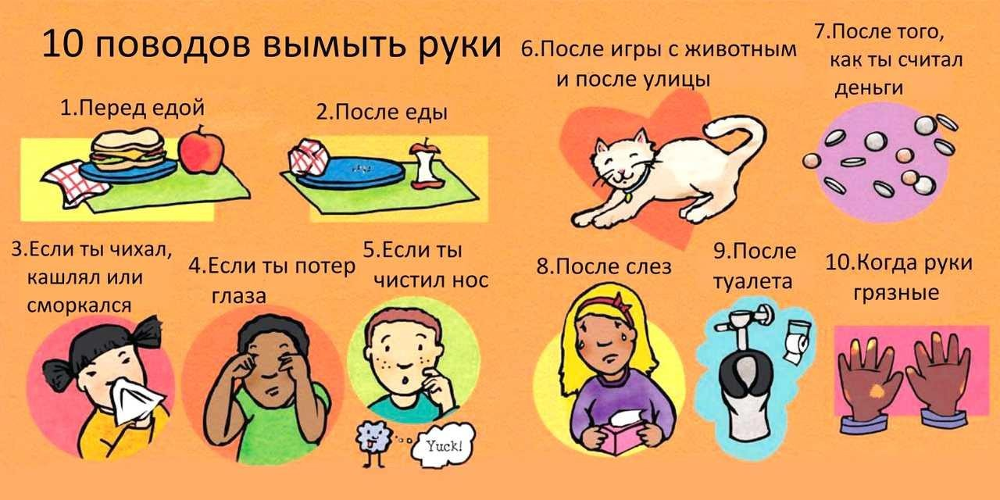 10 поводов вымыть руки
1.Перед едой
2.После еды
3.Если ты чихал,
кашлял или
сморкался
4.Если ты потер
глаза
5.Если ты
чистил нос
Yuck!
6.После игры с животным
и после улицы
7.После того,
как ты считал
деньги
8.После слез
9.После
туалета
10.Когда руки
грязные